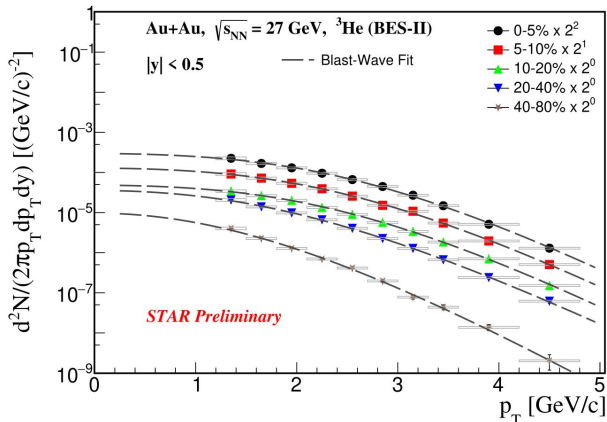 Au+Au, √s_NN = 27 GeV, ³He (BES-II)
|y| < 0.5
Blast-Wave Fit
0-5% x 2²
5-10% x 2¹
10-20% x 2⁰
20-40% x 2⁰
40-80% x 2⁰
d²N/(2πp_T dp_T dy) [(GeV/c)⁻²]
1
10⁻¹
10⁻³
10⁻⁵
10⁻⁷
10⁻⁹
STAR Preliminary
0 1 2 3 4 5
p_T [GeV/c]